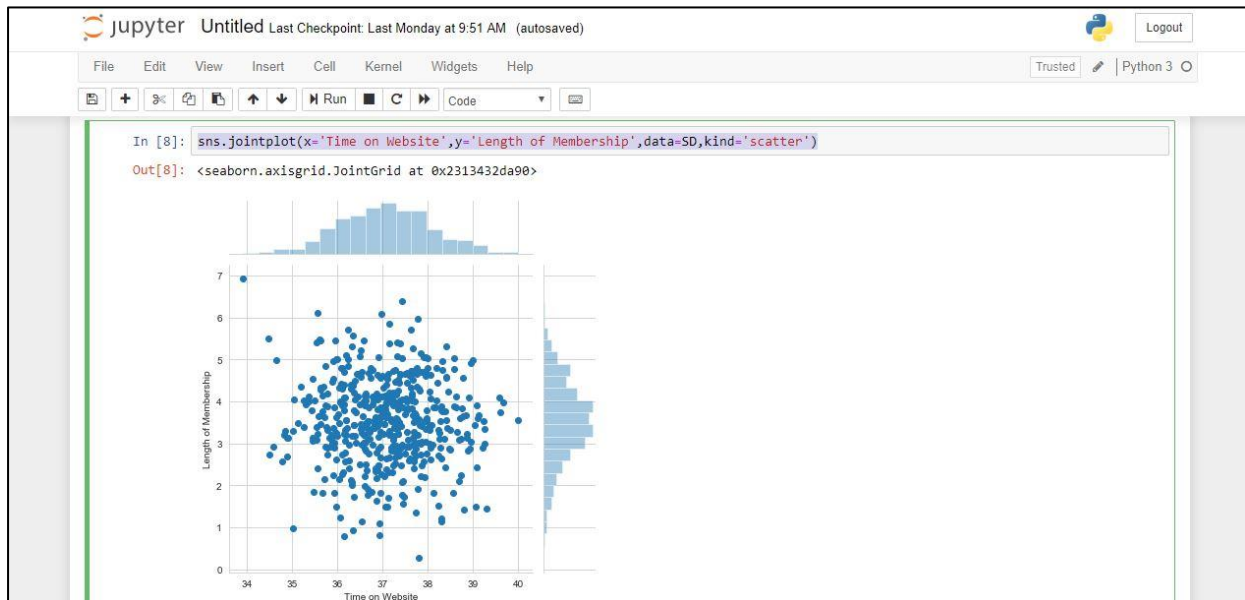 jupyter Untitled Last Checkpoint: Last Monday at 9:51 AM (autosaved) Logout
File Edit View Insert Cell Kernel Widgets Help Trusted Python 3
Run Code
In [8]: sns.jointplot(x='Time on Website',y='Length of Membership',data=SD,kind='scatter')
Out[8]: <seaborn.axisgrid.JointGrid at 0x2313432da90>
7
6
5
4
3
2
1
0
Length of Membership
34 35 36 37 38 39 40
Time on Website